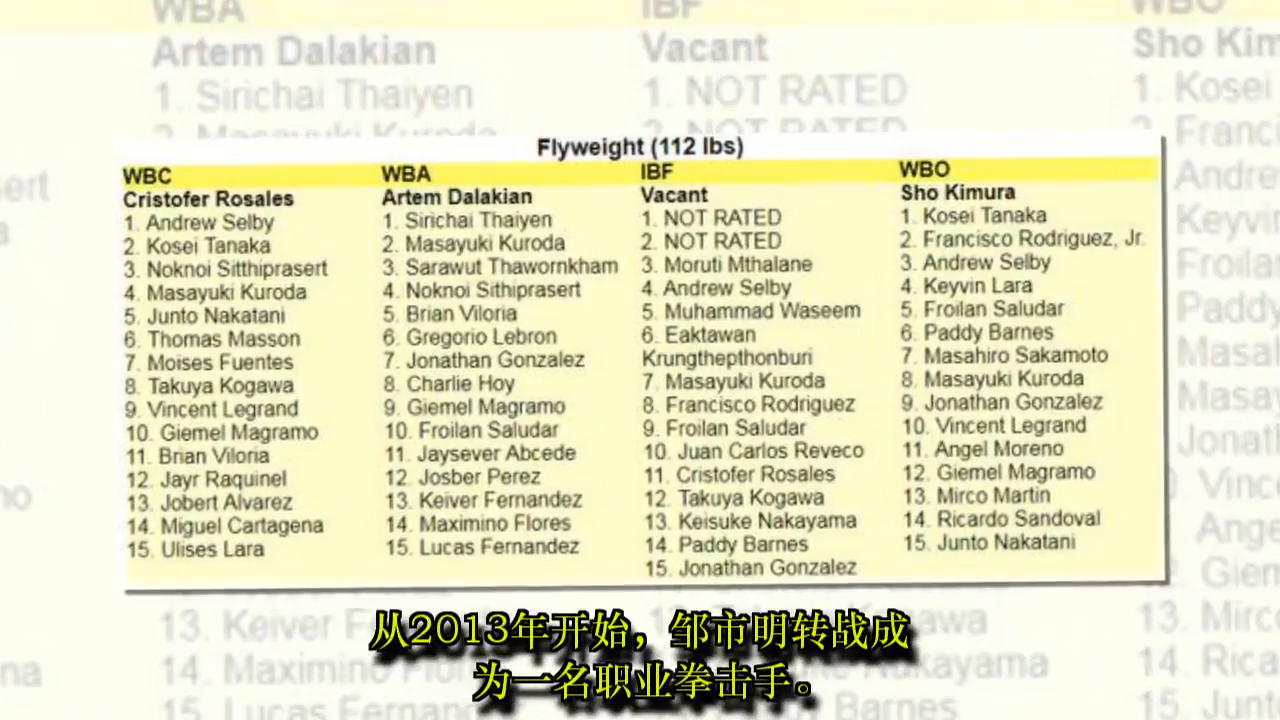 Flyweight (112 lbs)
WBC
Cristofer Rosales
1. Andrew Selby
2. Kosei Tanaka
3. Noknoi Sitthiprasert
4. Masayuki Kuroda
5. Junto Nakatani
6. Thomas Masson
7. Moises Fuentes
8. Takuya Kogawa
9. Vincent Legrand
10. Giemel Magramo
11. Brian Viloria
12. Jayr Raquinel
13. Jobert Alvarez
14. Miguel Cartagena
15. Ulises Lara
WBA
Artem Dalakian
1. Sirichai Thaiyen
2. Masayuki Kuroda
3. Sarawut Thawornkham
4. Noknoi Sithiprasert
5. Brian Viloria
6. Gregorio Lebron
7. Jonathan Gonzalez
8. Charlie Hoy
9. Giemel Magramo
10. Froilan Saludar
11. Jaysever Abcede
12. Josber Perez
13. Keiver Fernandez
14. Maximino Flores
15. Lucas Fernandez
IBF
Vacant
1. NOT RATED
2. NOT RATED
3. Moruti Mthalane
4. Andrew Selby
5. Muhammad Waseem
6. Eaktawan
Krungthepthonburi
7. Masayuki Kuroda
8. Francisco Rodriguez
9. Froilan Saludar
10. Juan Carlos Reveco
11. Cristofer Rosales
12. Takuya Kogawa
13. Keisuke Nakayama
14. Paddy Barnes
15. Jonathan Gonzalez
WBO
Sho Kimura
1. Kosei Tanaka
2. Francisco Rodriguez, Jr.
3. Andrew Selby
4. Keyvin Lara
5. Froilan Saludar
6. Paddy Barnes
7. Masahiro Sakamoto
8. Masayuki Kuroda
9. Jonathan Gonzalez
10. Vincent Legrand
11. Angel Moreno
12. Giemel Magramo
13. Mirco Martin
14. Ricardo Sandoval
15. Junto Nakatani
从2013年开始，邹市明转战成
为一名职业拳击手。